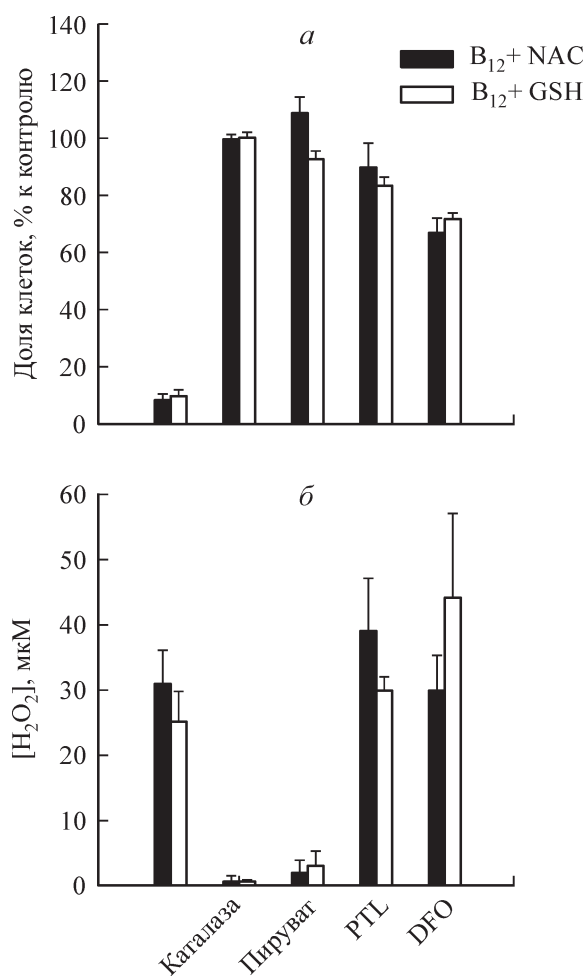 140
120
100
80
60
40
20
0
Доля клеток, % к контролю
а
B₁₂+ NAC
B₁₂+ GSH
60
50
40
30
20
10
0
[H₂O₂], мкМ
б
Каталаза
Пируват
PTL
DFO